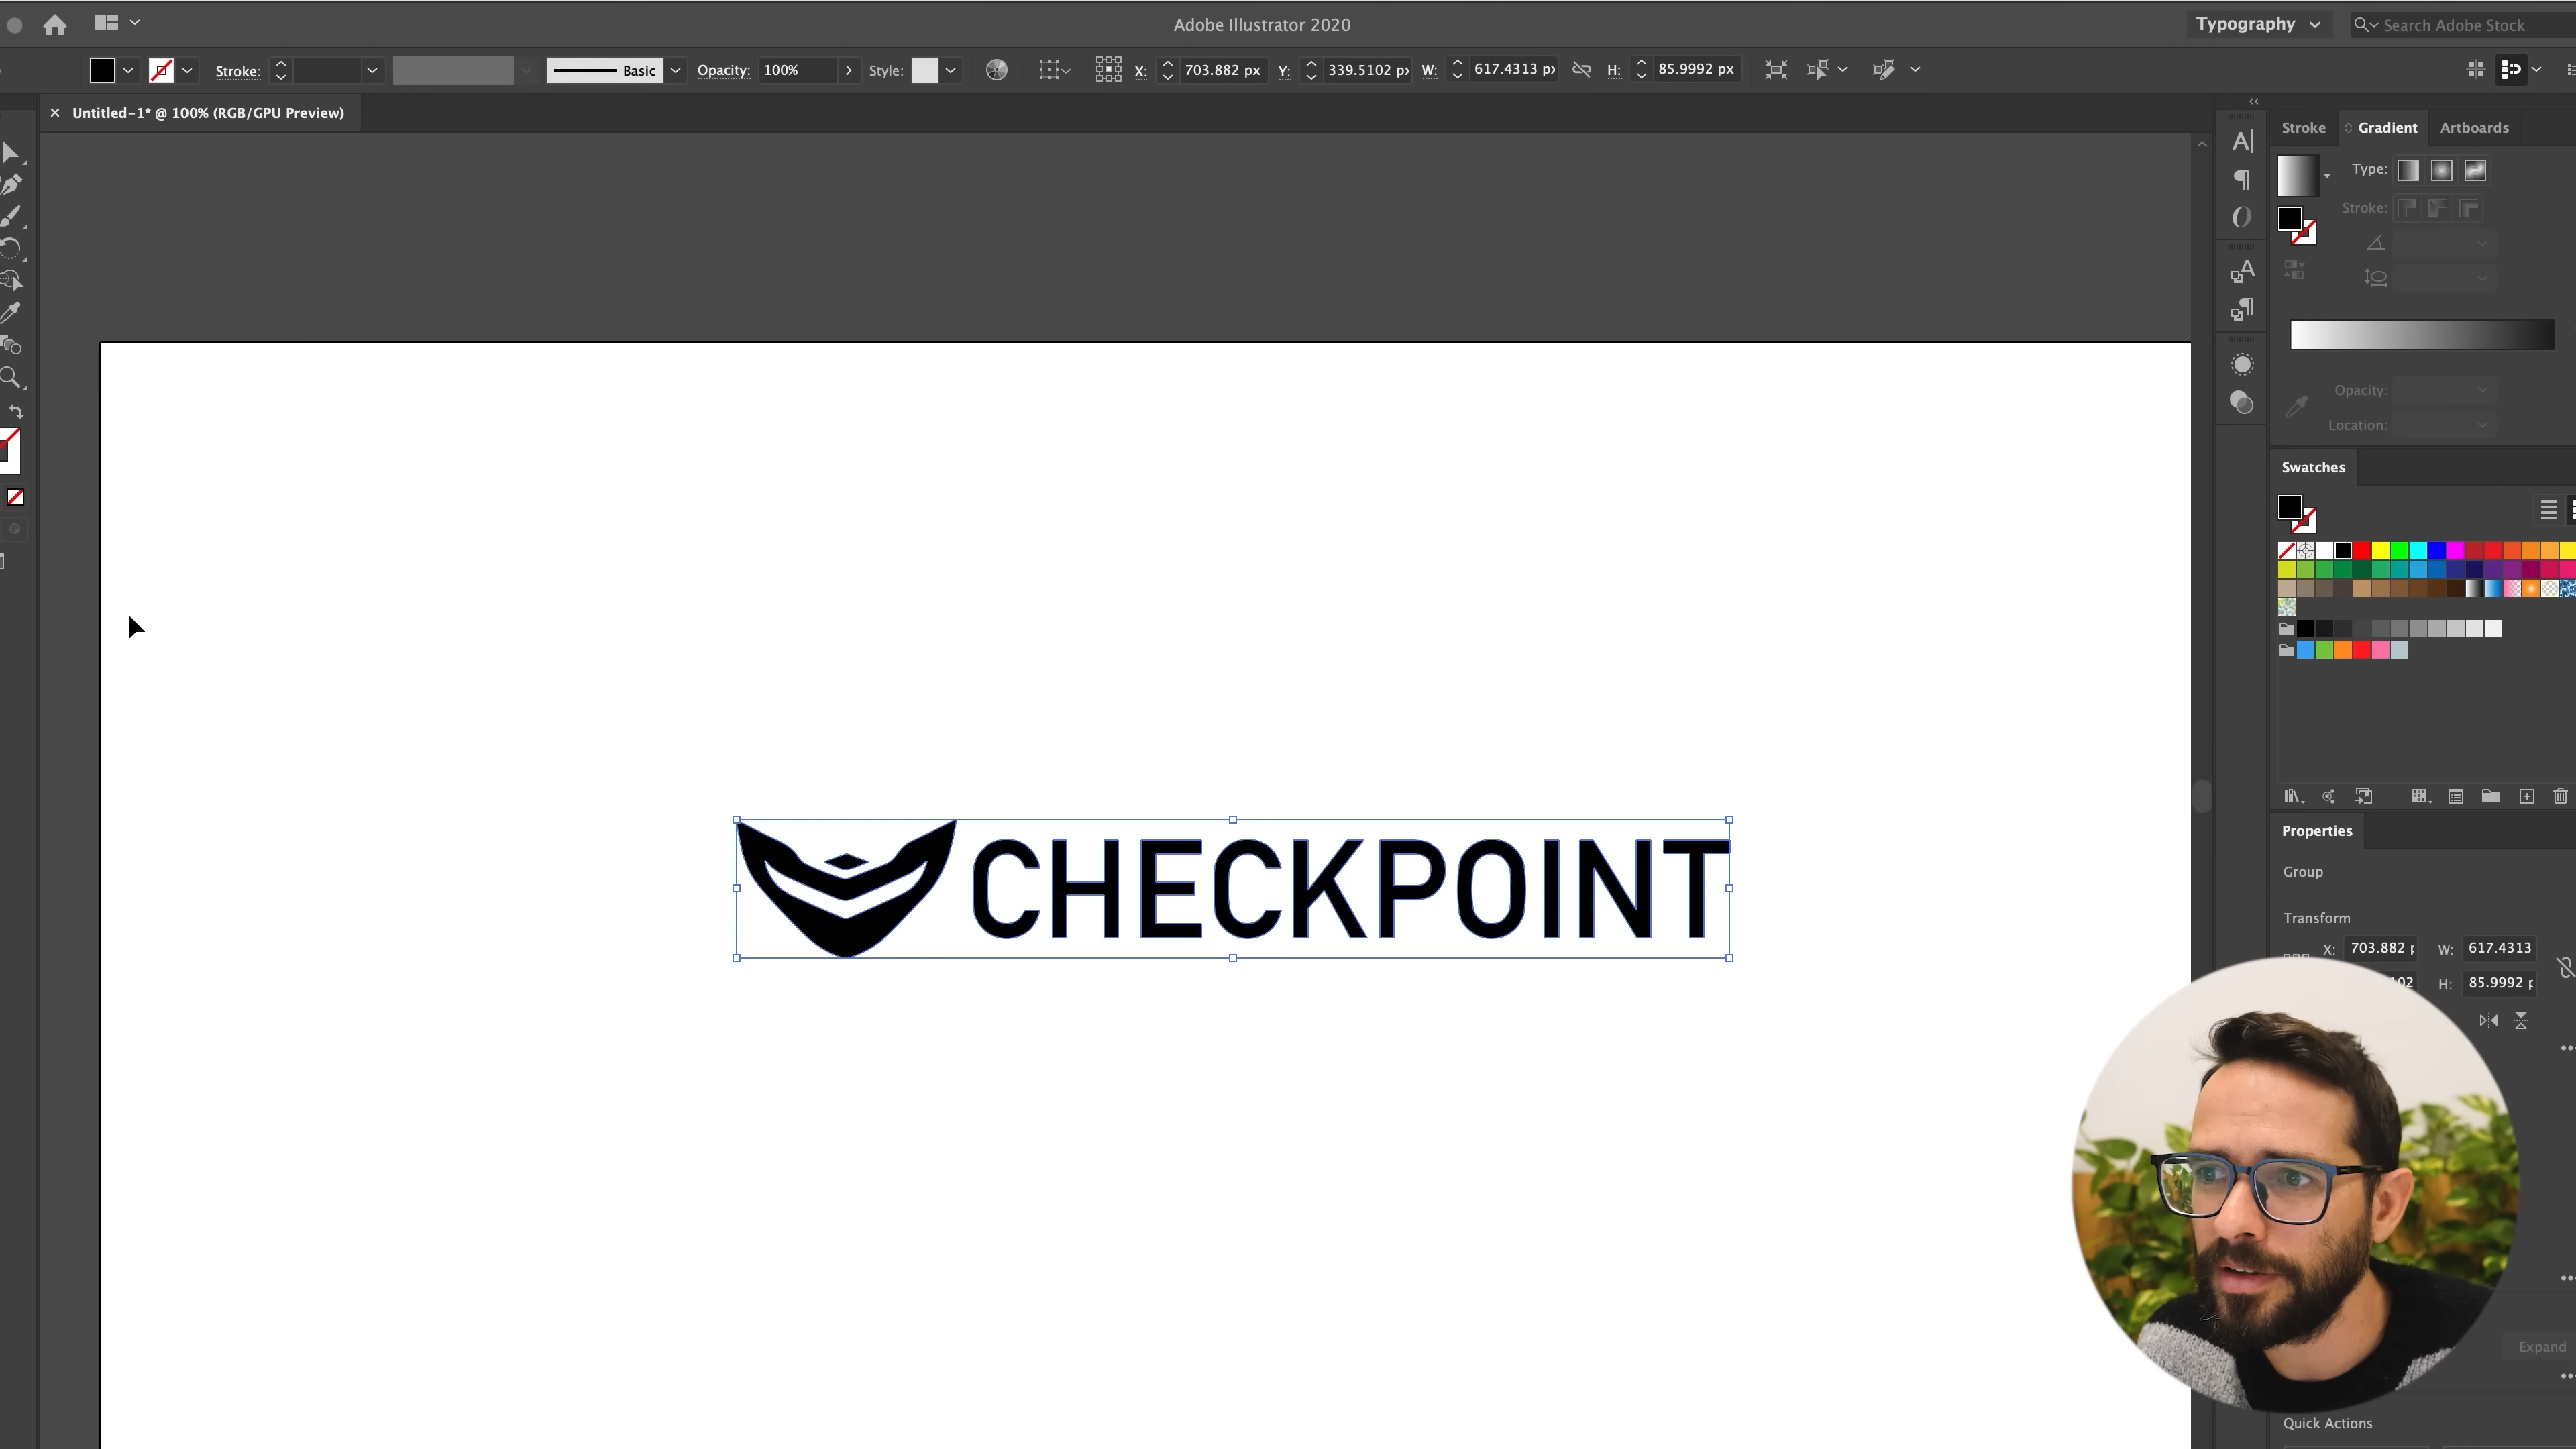 Adobe Illustrator 2020
Typography
Search Adobe Stock
Stroke:
Basic
Opacity: 100%
Style:
X: 703.882 px
Y: 339.5102 px
W: 617.4313 px
H: 85.9992 px
Untitled-1* @ 100% (RGB/GPU Preview)
Stroke
Gradient
Artboards
Type:
Stroke:
Opacity:
Location:
Swatches
CHECKPOINT
Properties
Group
Transform
X: 703.882 p
W: 617.4313
H: 85.9992 p
Expand
Quick Actions